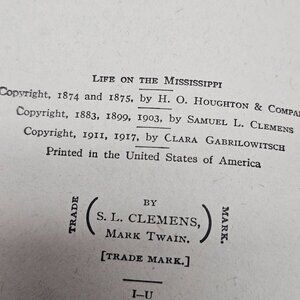 Life on the Mississippi
Copyright, 1874 and 1875, by H. O. Houghton & Compa
Copyright, 1883, 1899, 1903, by Samuel L. Clemens
Copyright, 1911, 1917, by Clara Gabrilowitsch
Printed in the United States of America
BY
TRADE (S. L. CLEMENS, MARK.
Mark Twain.)
[TRADE MARK.]
I–U